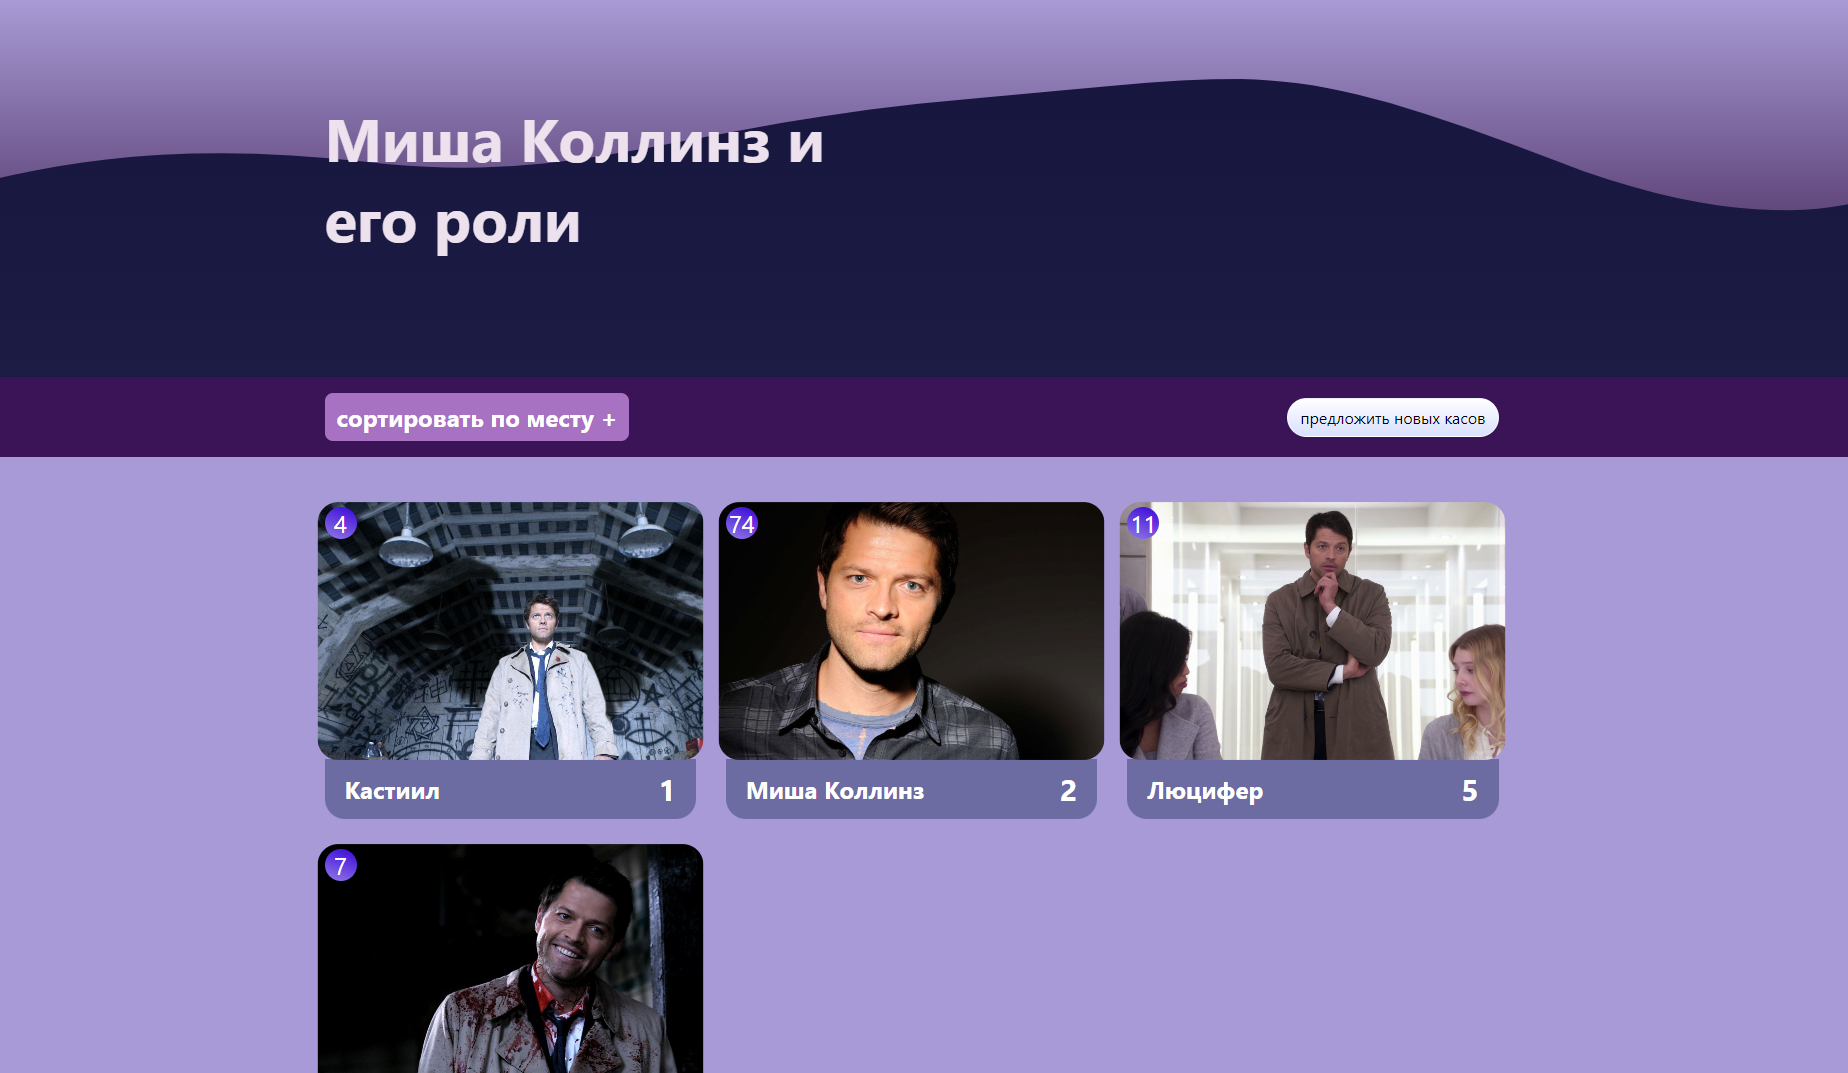 Миша Коллинз и
его роли
сортировать по месту +
предложить новых касов
4
74
11
Кастиил 1
Миша Коллинз 2
Люцифер 5
7